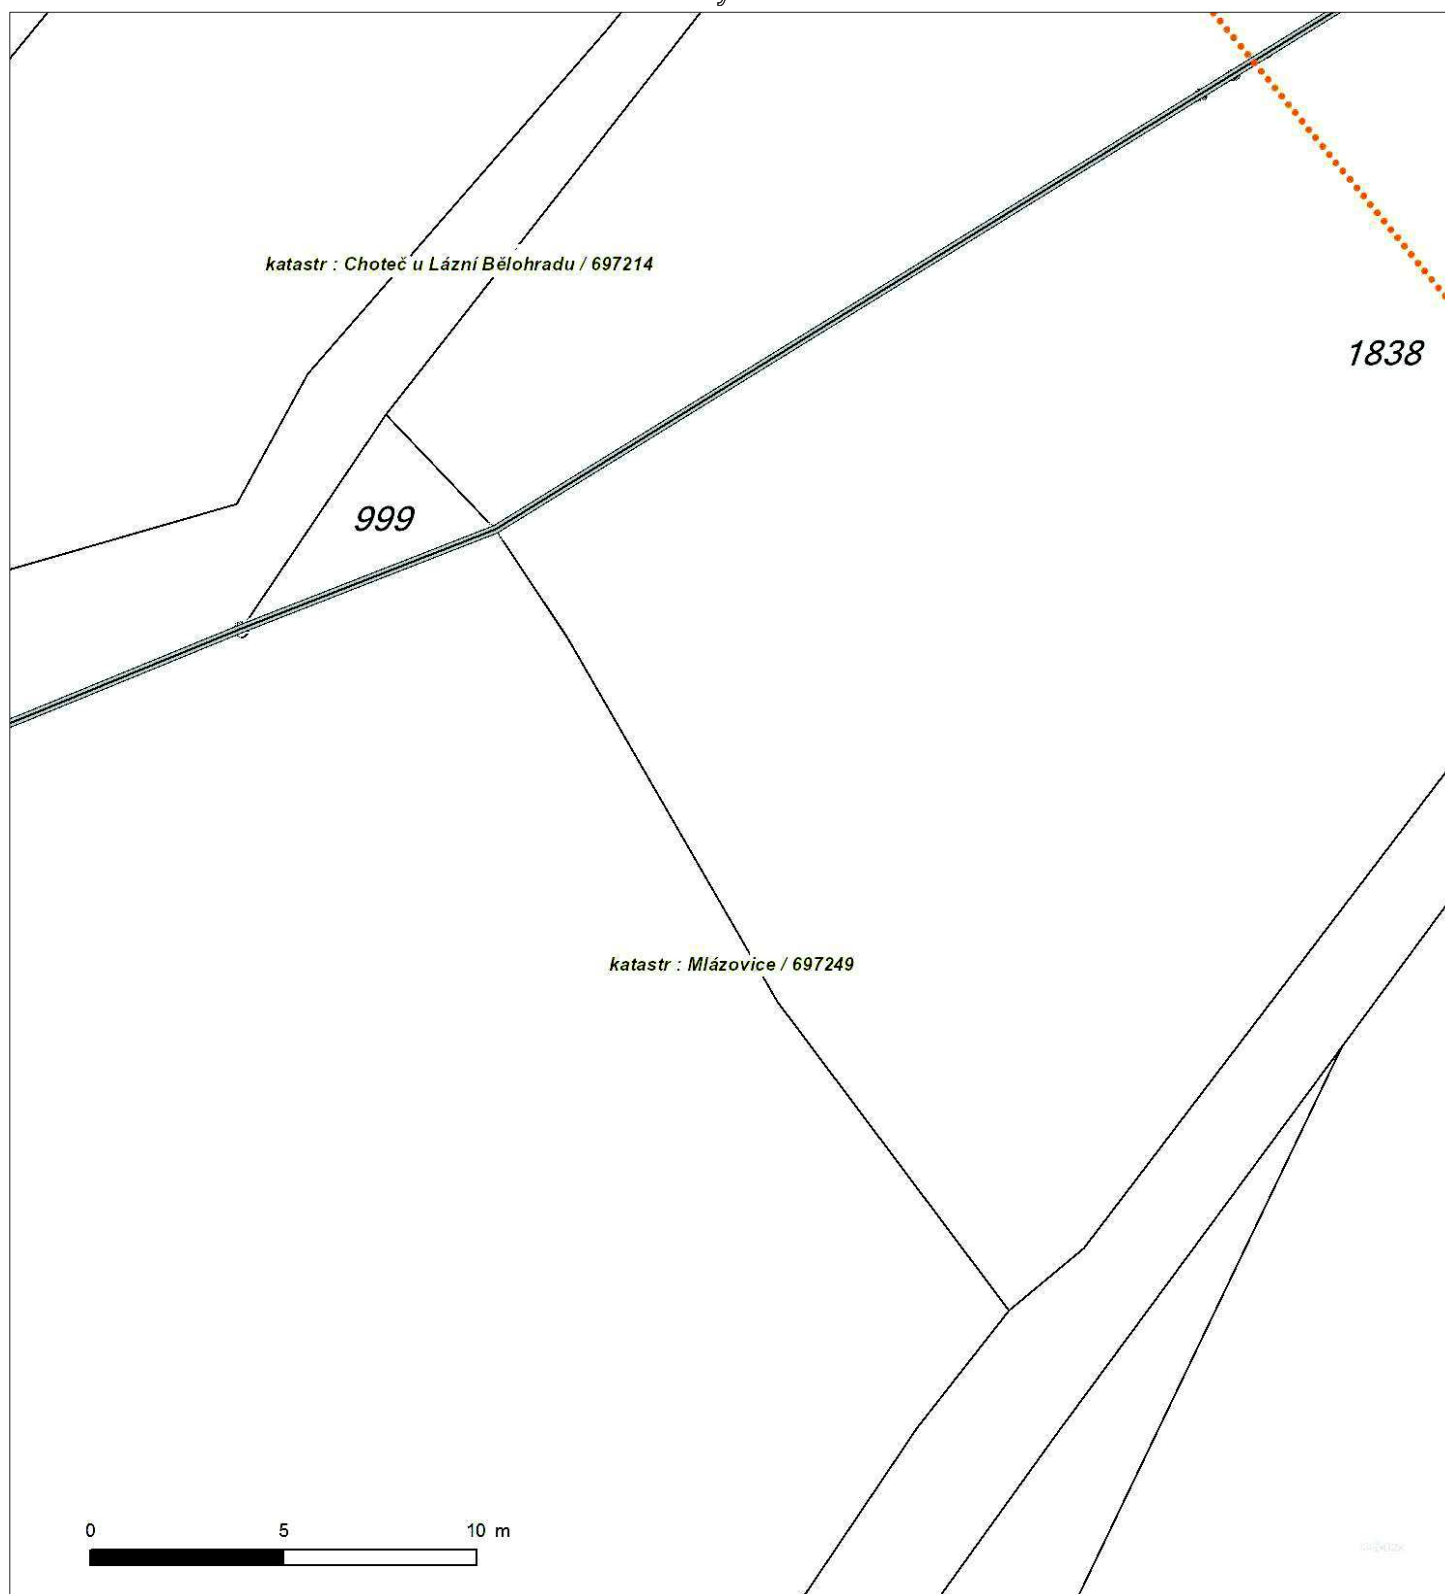 katastr : Choteč u Lázní Bělohradu / 697214
1838
999
katastr : Mlázovice / 697249
0 5 10 m